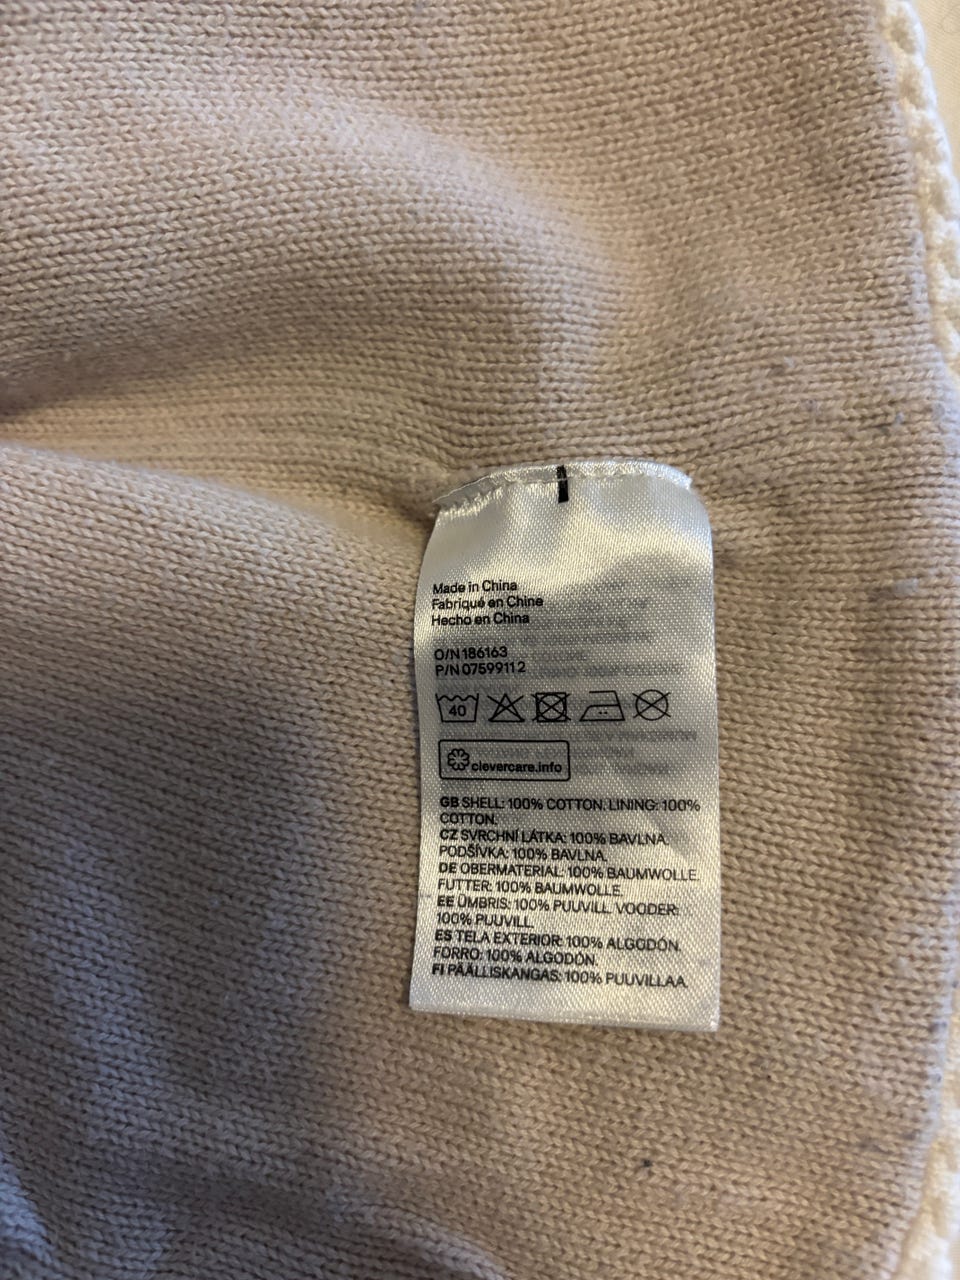 Made in China
Fabriqué en Chine
Hecho en China
O/N 186163
P/N 07599112
40
clevercare.info
GB SHELL: 100% COTTON. LINING: 100%
COTTON.
CZ SVRCHNÍ LÁTKA: 100% BAVLNA.
PODŠÍVKA: 100% BAVLNA.
DE OBERMATERIAL: 100% BAUMWOLLE.
FUTTER: 100% BAUMWOLLE.
EE ÜMBRIS: 100% PUUVILL. VOODER:
100% PUUVILL.
ES TELA EXTERIOR: 100% ALGODÓN.
FORRO: 100% ALGODÓN.
FI PÄÄLLISKANGAS: 100% PUUVILLAA.